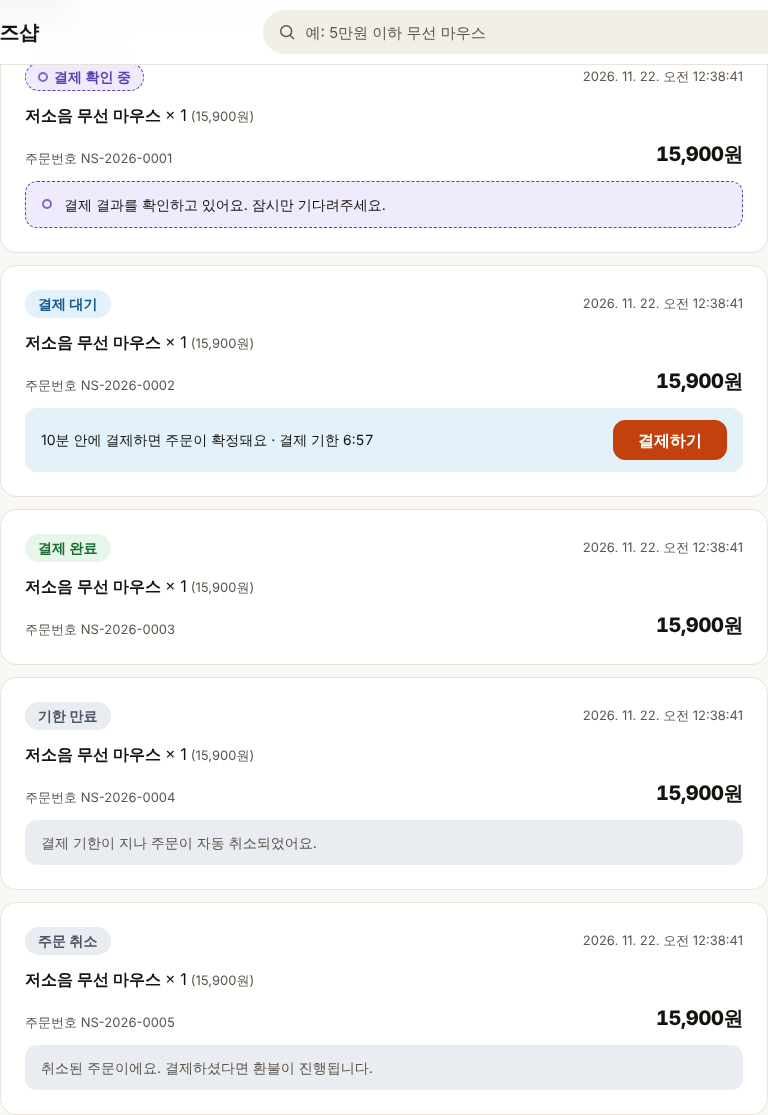 즈샵
예: 5만원 이하 무선 마우스
결제 확인 중
2026. 11. 22. 오전 12:38:41
저소음 무선 마우스 × 1 (15,900원)
주문번호 NS-2026-0001
15,900원
결제 결과를 확인하고 있어요. 잠시만 기다려주세요.
결제 대기
2026. 11. 22. 오전 12:38:41
저소음 무선 마우스 × 1 (15,900원)
주문번호 NS-2026-0002
15,900원
10분 안에 결제하면 주문이 확정돼요 · 결제 기한 6:57
결제하기
결제 완료
2026. 11. 22. 오전 12:38:41
저소음 무선 마우스 × 1 (15,900원)
주문번호 NS-2026-0003
15,900원
기한 만료
2026. 11. 22. 오전 12:38:41
저소음 무선 마우스 × 1 (15,900원)
주문번호 NS-2026-0004
15,900원
결제 기한이 지나 주문이 자동 취소되었어요.
주문 취소
2026. 11. 22. 오전 12:38:41
저소음 무선 마우스 × 1 (15,900원)
주문번호 NS-2026-0005
15,900원
취소된 주문이에요. 결제하셨다면 환불이 진행됩니다.